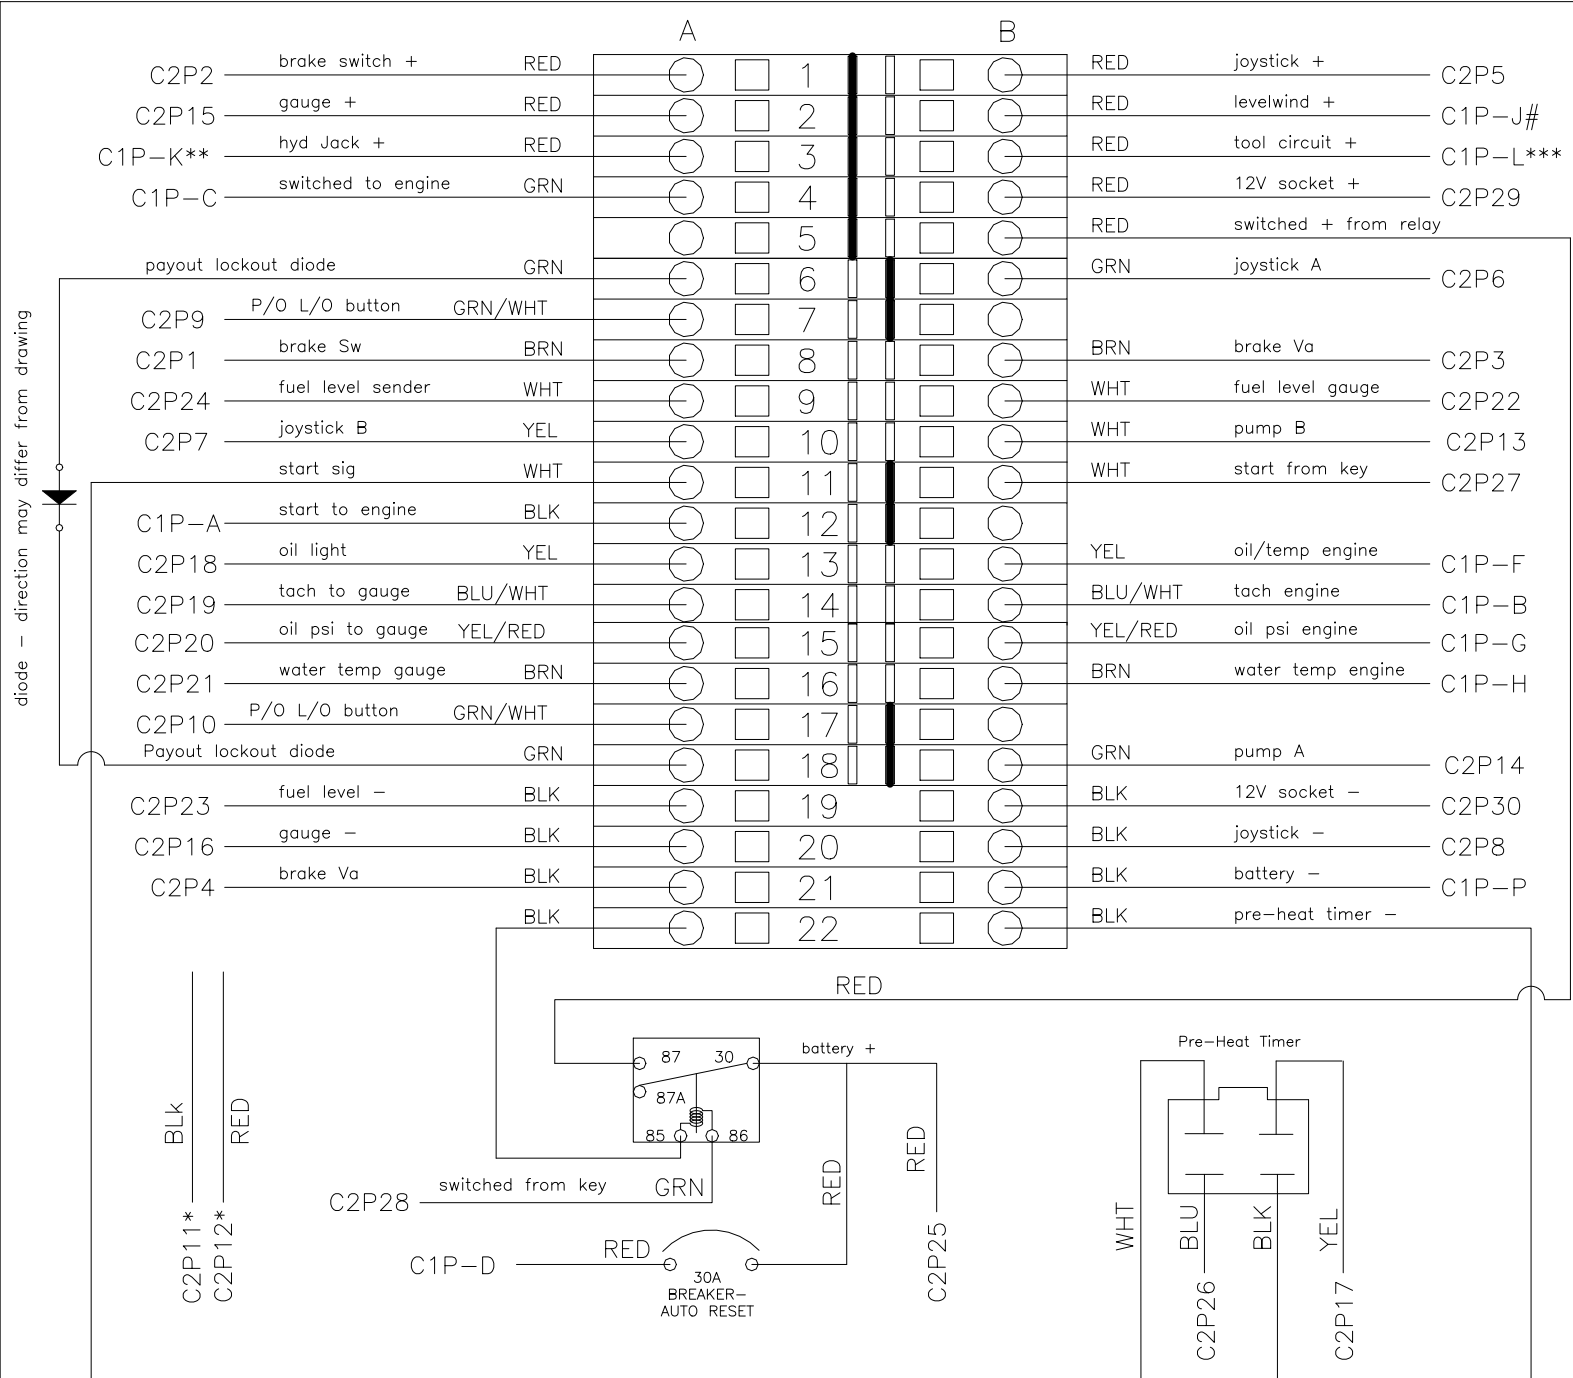 A B
C2P2 brake switch + RED 1 RED joystick + C2P5
C2P15 gauge + RED 2 RED levelwind + C1P-J#
C1P-K** hyd Jack + RED 3 RED tool circuit + C1P-L***
C1P-C switched to engine GRN 4 RED 12V socket + C2P29
5 RED switched + from relay
payout lockout diode GRN 6 GRN joystick A C2P6
C2P9 P/O L/O button GRN/WHT 7
C2P1 brake Sw BRN 8 BRN brake Va C2P3
C2P24 fuel level sender WHT 9 WHT fuel level gauge C2P22
C2P7 joystick B YEL 10 WHT pump B C2P13
start sig WHT 11 WHT start from key C2P27
C1P-A start to engine BLK 12
C2P18 oil light YEL 13 YEL oil/temp engine C1P-F
C2P19 tach to gauge BLU/WHT 14 BLU/WHT tach engine C1P-B
C2P20 oil psi to gauge YEL/RED 15 YEL/RED oil psi engine C1P-G
C2P21 water temp gauge BRN 16 BRN water temp engine C1P-H
C2P10 P/O L/O button GRN/WHT 17
Payout lockout diode GRN 18 GRN pump A C2P14
C2P23 fuel level - BLK 19 BLK 12V socket - C2P30
C2P16 gauge - BLK 20 BLK joystick - C2P8
C2P4 brake Va BLK 21 BLK battery - C1P-P
BLK 22 BLK pre-heat timer -
diode - direction may differ from drawing
RED
87 30 battery +
87A
85 86
BLk RED
C2P11* C2P12*
C2P28 switched from key GRN
RED RED
C2P25
C1P-D RED
30A
BREAKER-
AUTO RESET
Pre-Heat Timer
WHT BLU BLK YEL
C2P26 C2P17